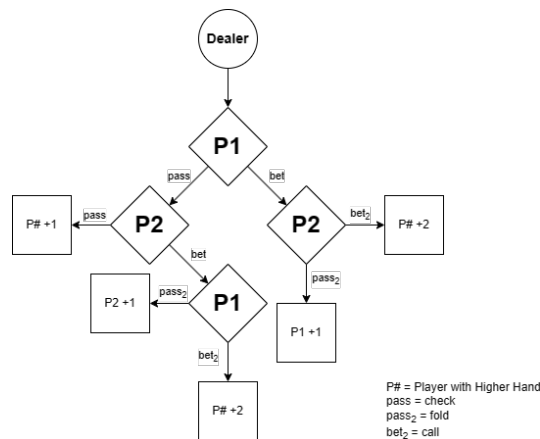 Dealer
P1
pass
bet
P# +1
pass
P2
P2
bet₂
P# +2
bet
pass₂
P2 +1
pass₂
P1
P1 +1
bet₂
P# +2
P# = Player with Higher Hand
pass = check
pass₂ = fold
bet₂ = call